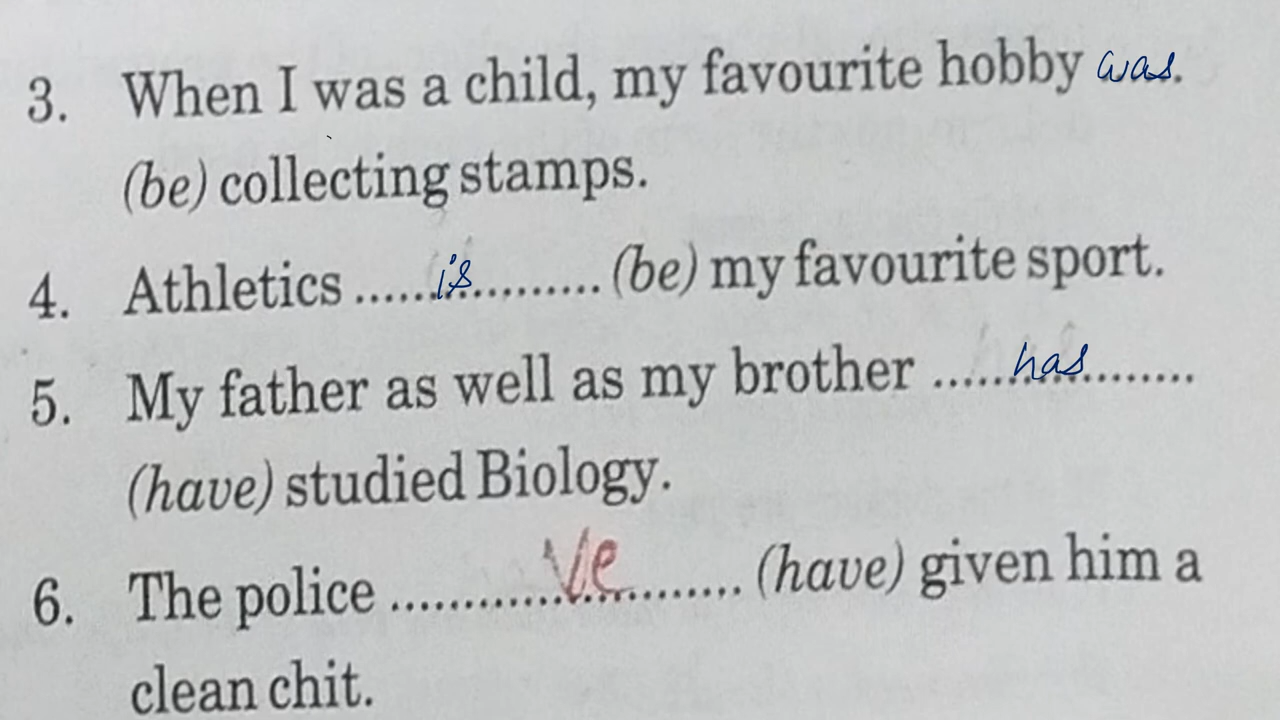 3. When I was a child, my favourite hobby was.
(be) collecting stamps.
4. Athletics ......is.......... (be) my favourite sport.
5. My father as well as my brother ......has........
(have) studied Biology.
6. The police ............ve......... (have) given him a
clean chit.